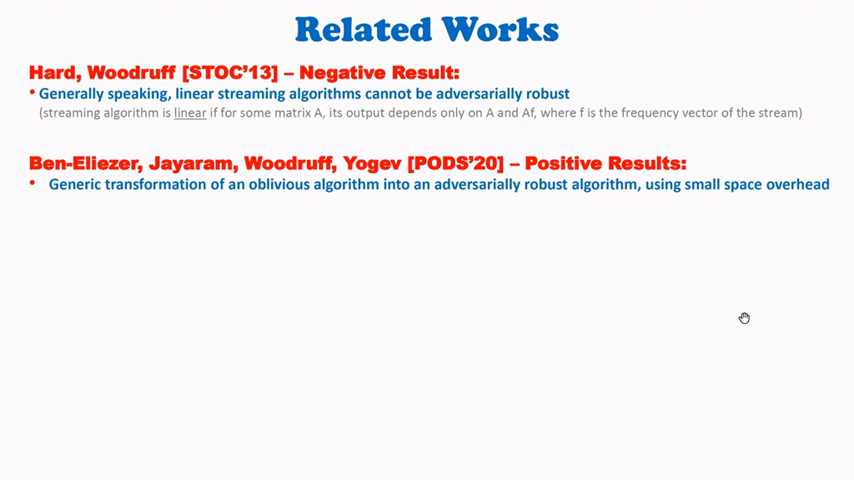 Related Works
Hard, Woodruff [STOC'13] – Negative Result:
• Generally speaking, linear streaming algorithms cannot be adversarially robust
(streaming algorithm is linear if for some matrix A, its output depends only on A and Af, where f is the frequency vector of the stream)
Ben-Eliezer, Jayaram, Woodruff, Yogev [PODS'20] – Positive Results:
• Generic transformation of an oblivious algorithm into an adversarially robust algorithm, using small space overhead